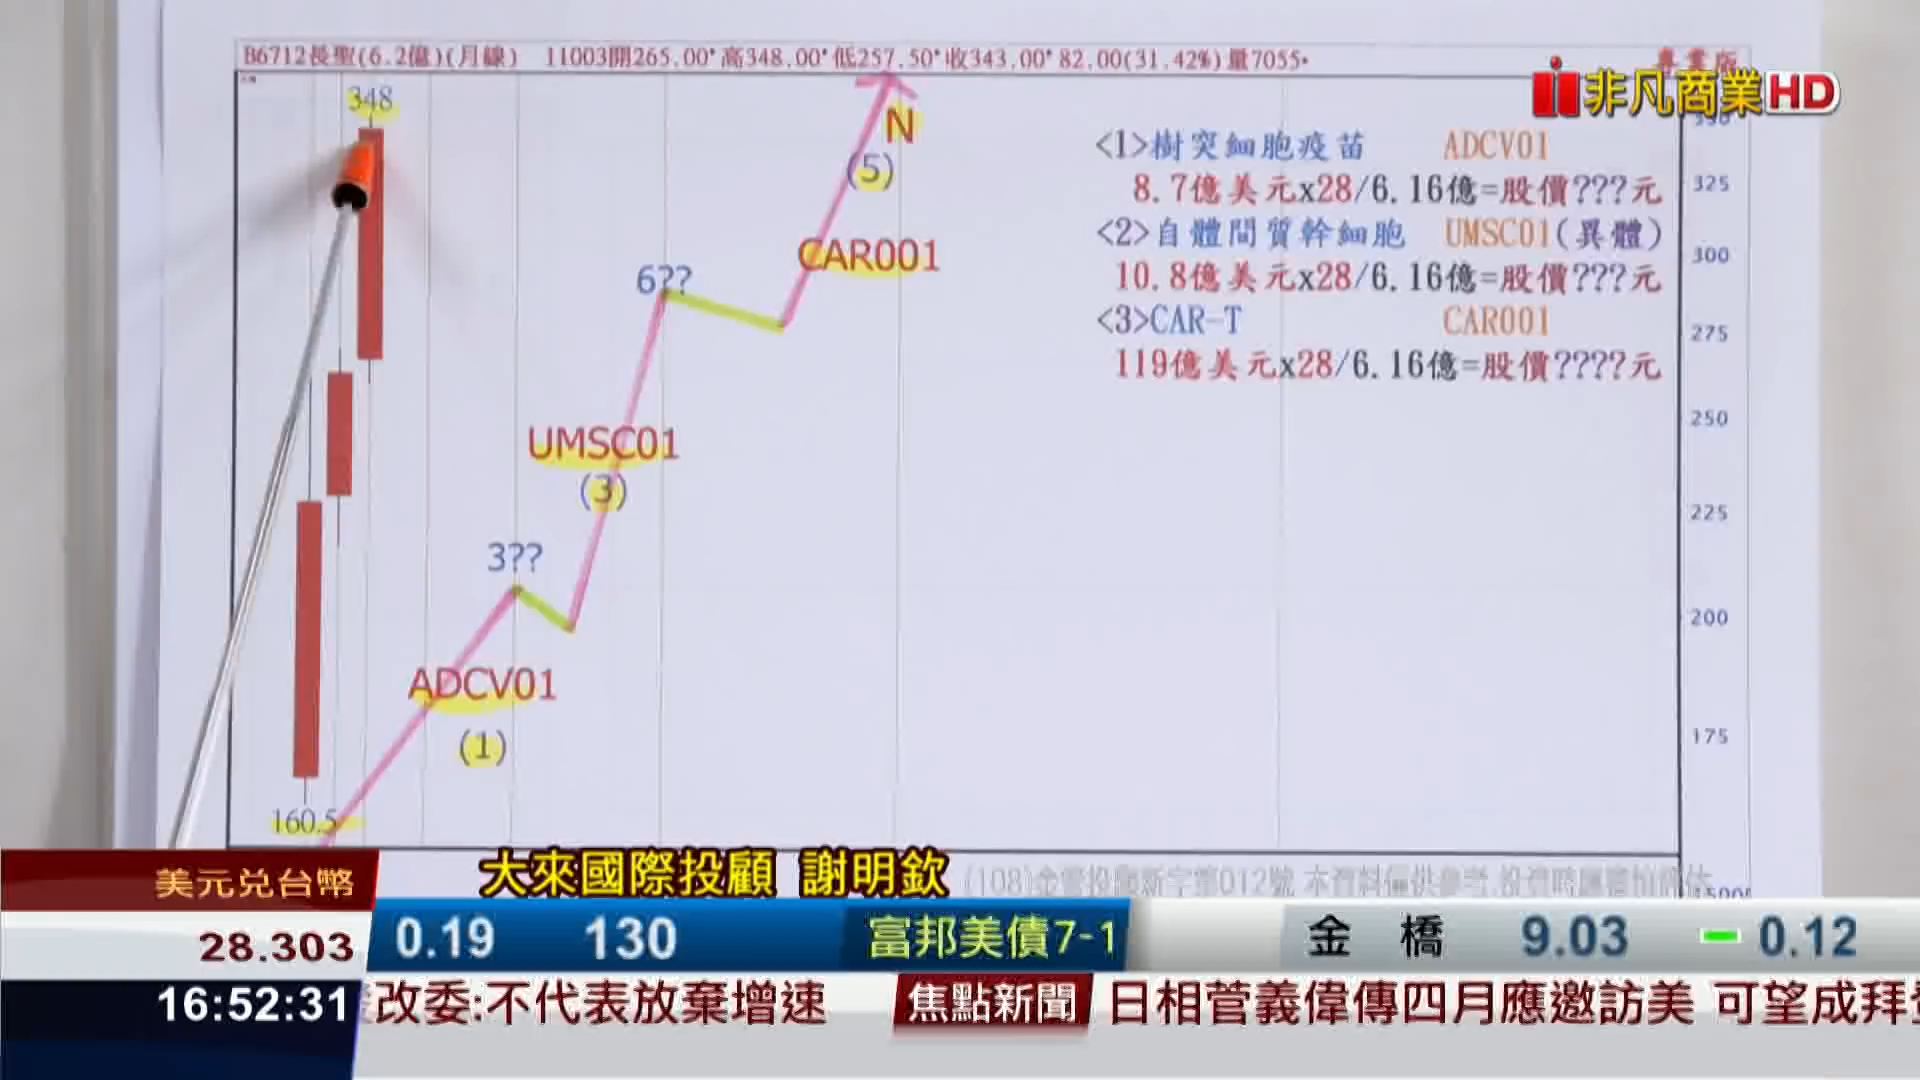 B6712長聖(6.2億)(月線) 11003開265.00*高348.00*低257.50*收343.00*82.00(31.42%)量7055
專業版
非凡商業HD
348
N
(5)
CAR001
6??
UMSC01
(3)
3??
ADCV01
(1)
160.5
<1>樹突細胞疫苗 ADCV01
8.7億美元x28/6.16億=股價???元
<2>自體間質幹細胞 UMSC01(異體)
10.8億美元x28/6.16億=股價???元
<3>CAR-T CAR001
119億美元x28/6.16億=股價????元
325
300
275
250
225
200
175
大來國際投顧 謝明欽
美元兌台幣
28.303
16:52:31
0.19 130 富邦美債7-1 金橋 9.03 0.12
改委:不代表放棄增速 焦點新聞 日相菅義偉傳四月應邀訪美 可望成拜